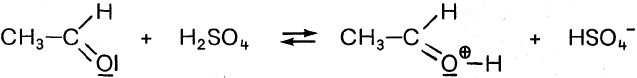 CH₃–C(H)=O̲| + H₂SO₄ ⇌ CH₃–C(H)=O̲⊕–H + HSO₄⁻